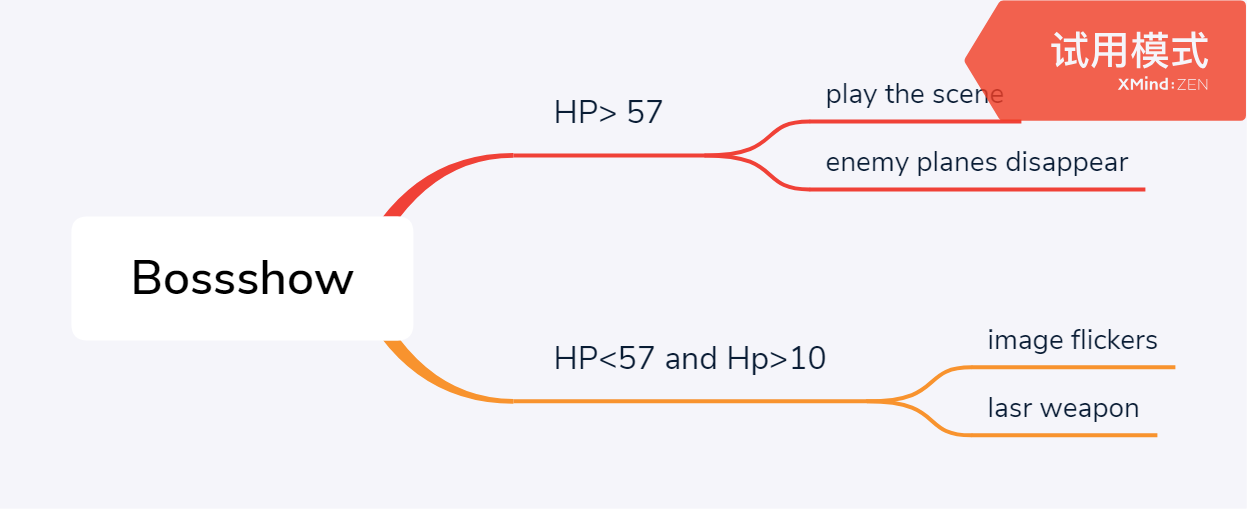 试用模式
XMind:ZEN
play the scene
HP> 57
enemy planes disappear
Bossshow
image flickers
HP<57 and Hp>10
lasr weapon